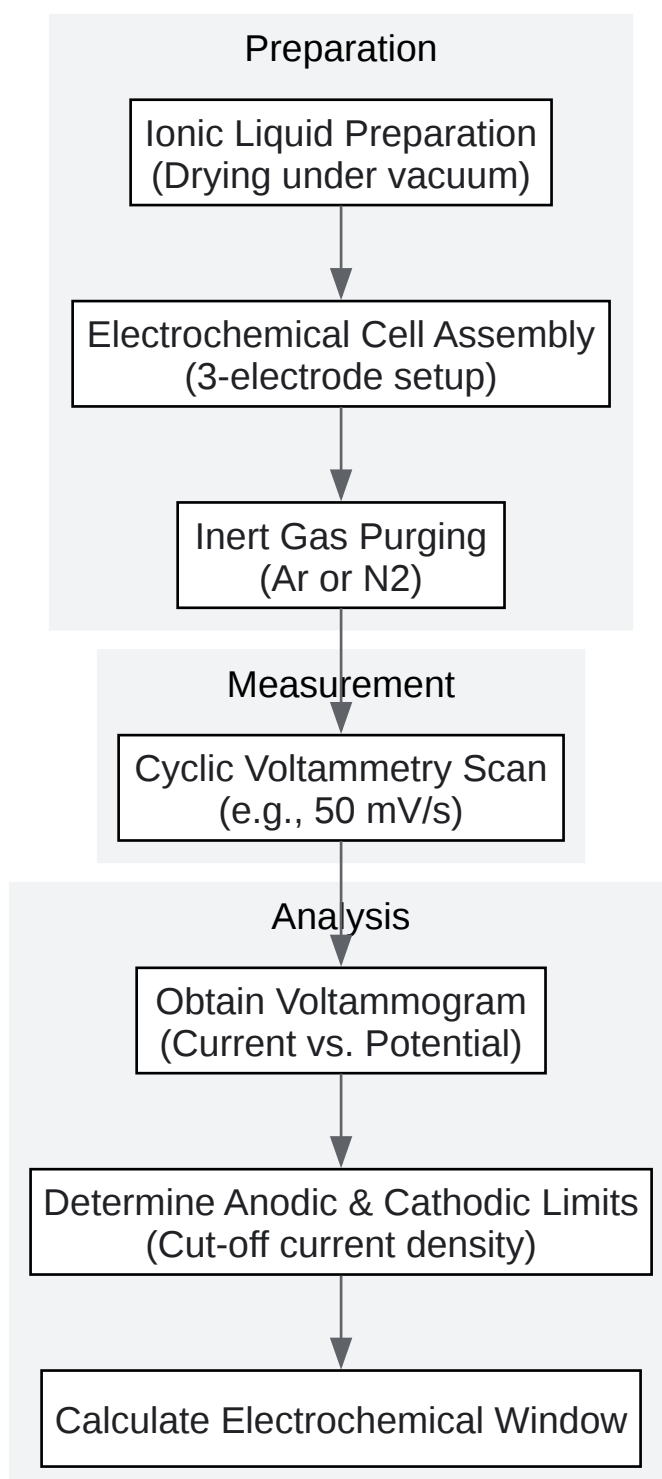 Preparation
Ionic Liquid Preparation
(Drying under vacuum)
Electrochemical Cell Assembly
(3-electrode setup)
Inert Gas Purging
(Ar or N2)
Measurement
Cyclic Voltammetry Scan
(e.g., 50 mV/s)
Analysis
Obtain Voltammogram
(Current vs. Potential)
Determine Anodic & Cathodic Limits
(Cut-off current density)
Calculate Electrochemical Window